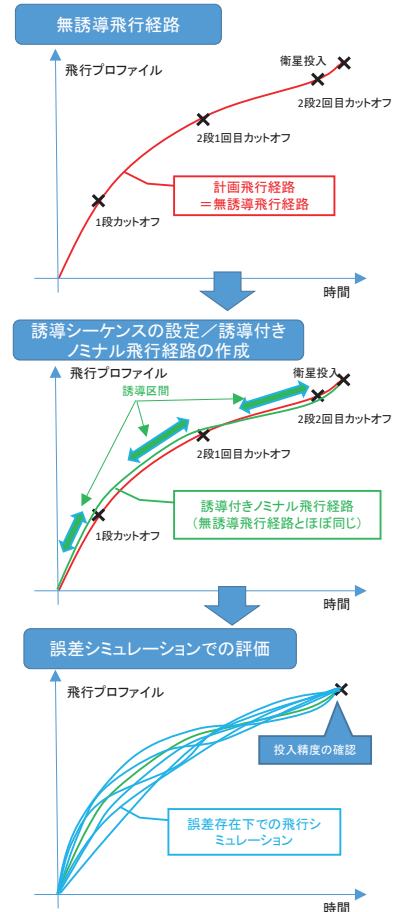 無誘導飛行経路
飛行プロファイル
衛星投入
2段2回目カットオフ
2段1回目カットオフ
計画飛行経路
＝無誘導飛行経路
1段カットオフ
時間
誘導シーケンスの設定／誘導付き
ノミナル飛行経路の作成
飛行プロファイル
衛星投入
誘導区間
2段2回目カットオフ
2段1回目カットオフ
誘導付きノミナル飛行経路
（無誘導飛行経路とほぼ同じ）
1段カットオフ
時間
誤差シミュレーションでの評価
飛行プロファイル
投入精度の確認
誤差存在下での飛行シ
ミュレーション
時間